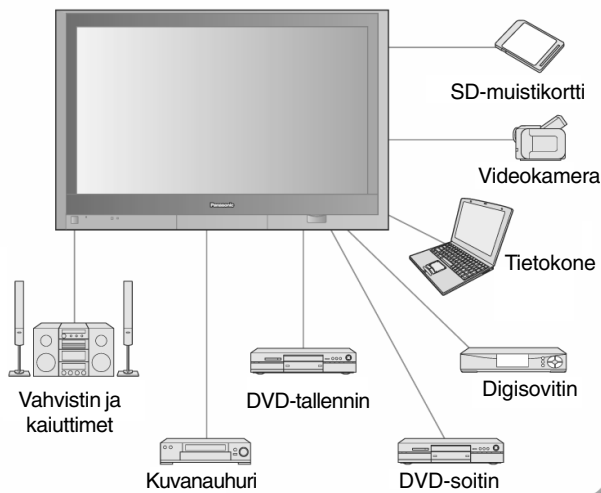 Panasonic
SD-muistikortti
Videokamera
Tietokone
Digisovitin
Vahvistin ja
kaiuttimet
DVD-tallennin
Kuvanauhuri
DVD-soitin